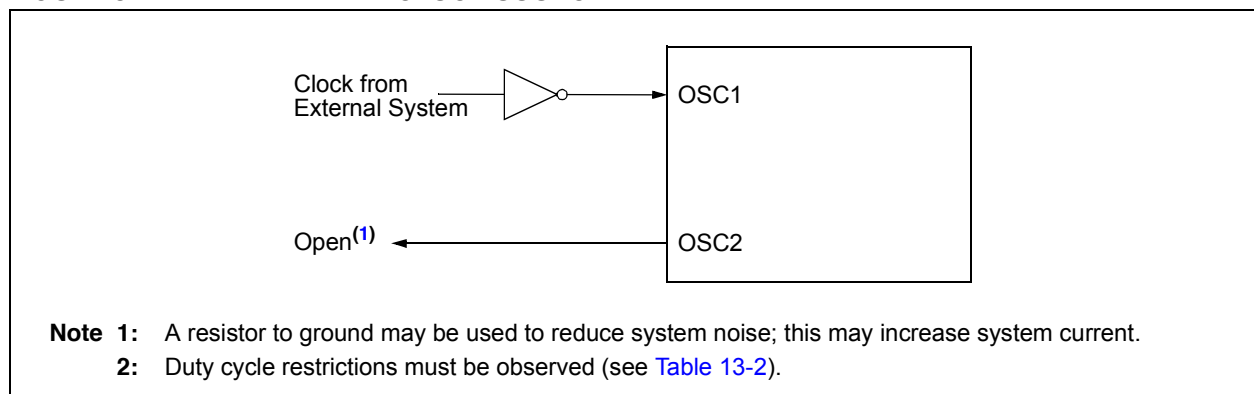 Clock from
External System
OSC1
Open(1)
OSC2
Note 1: A resistor to ground may be used to reduce system noise; this may increase system current.
2: Duty cycle restrictions must be observed (see Table 13-2).